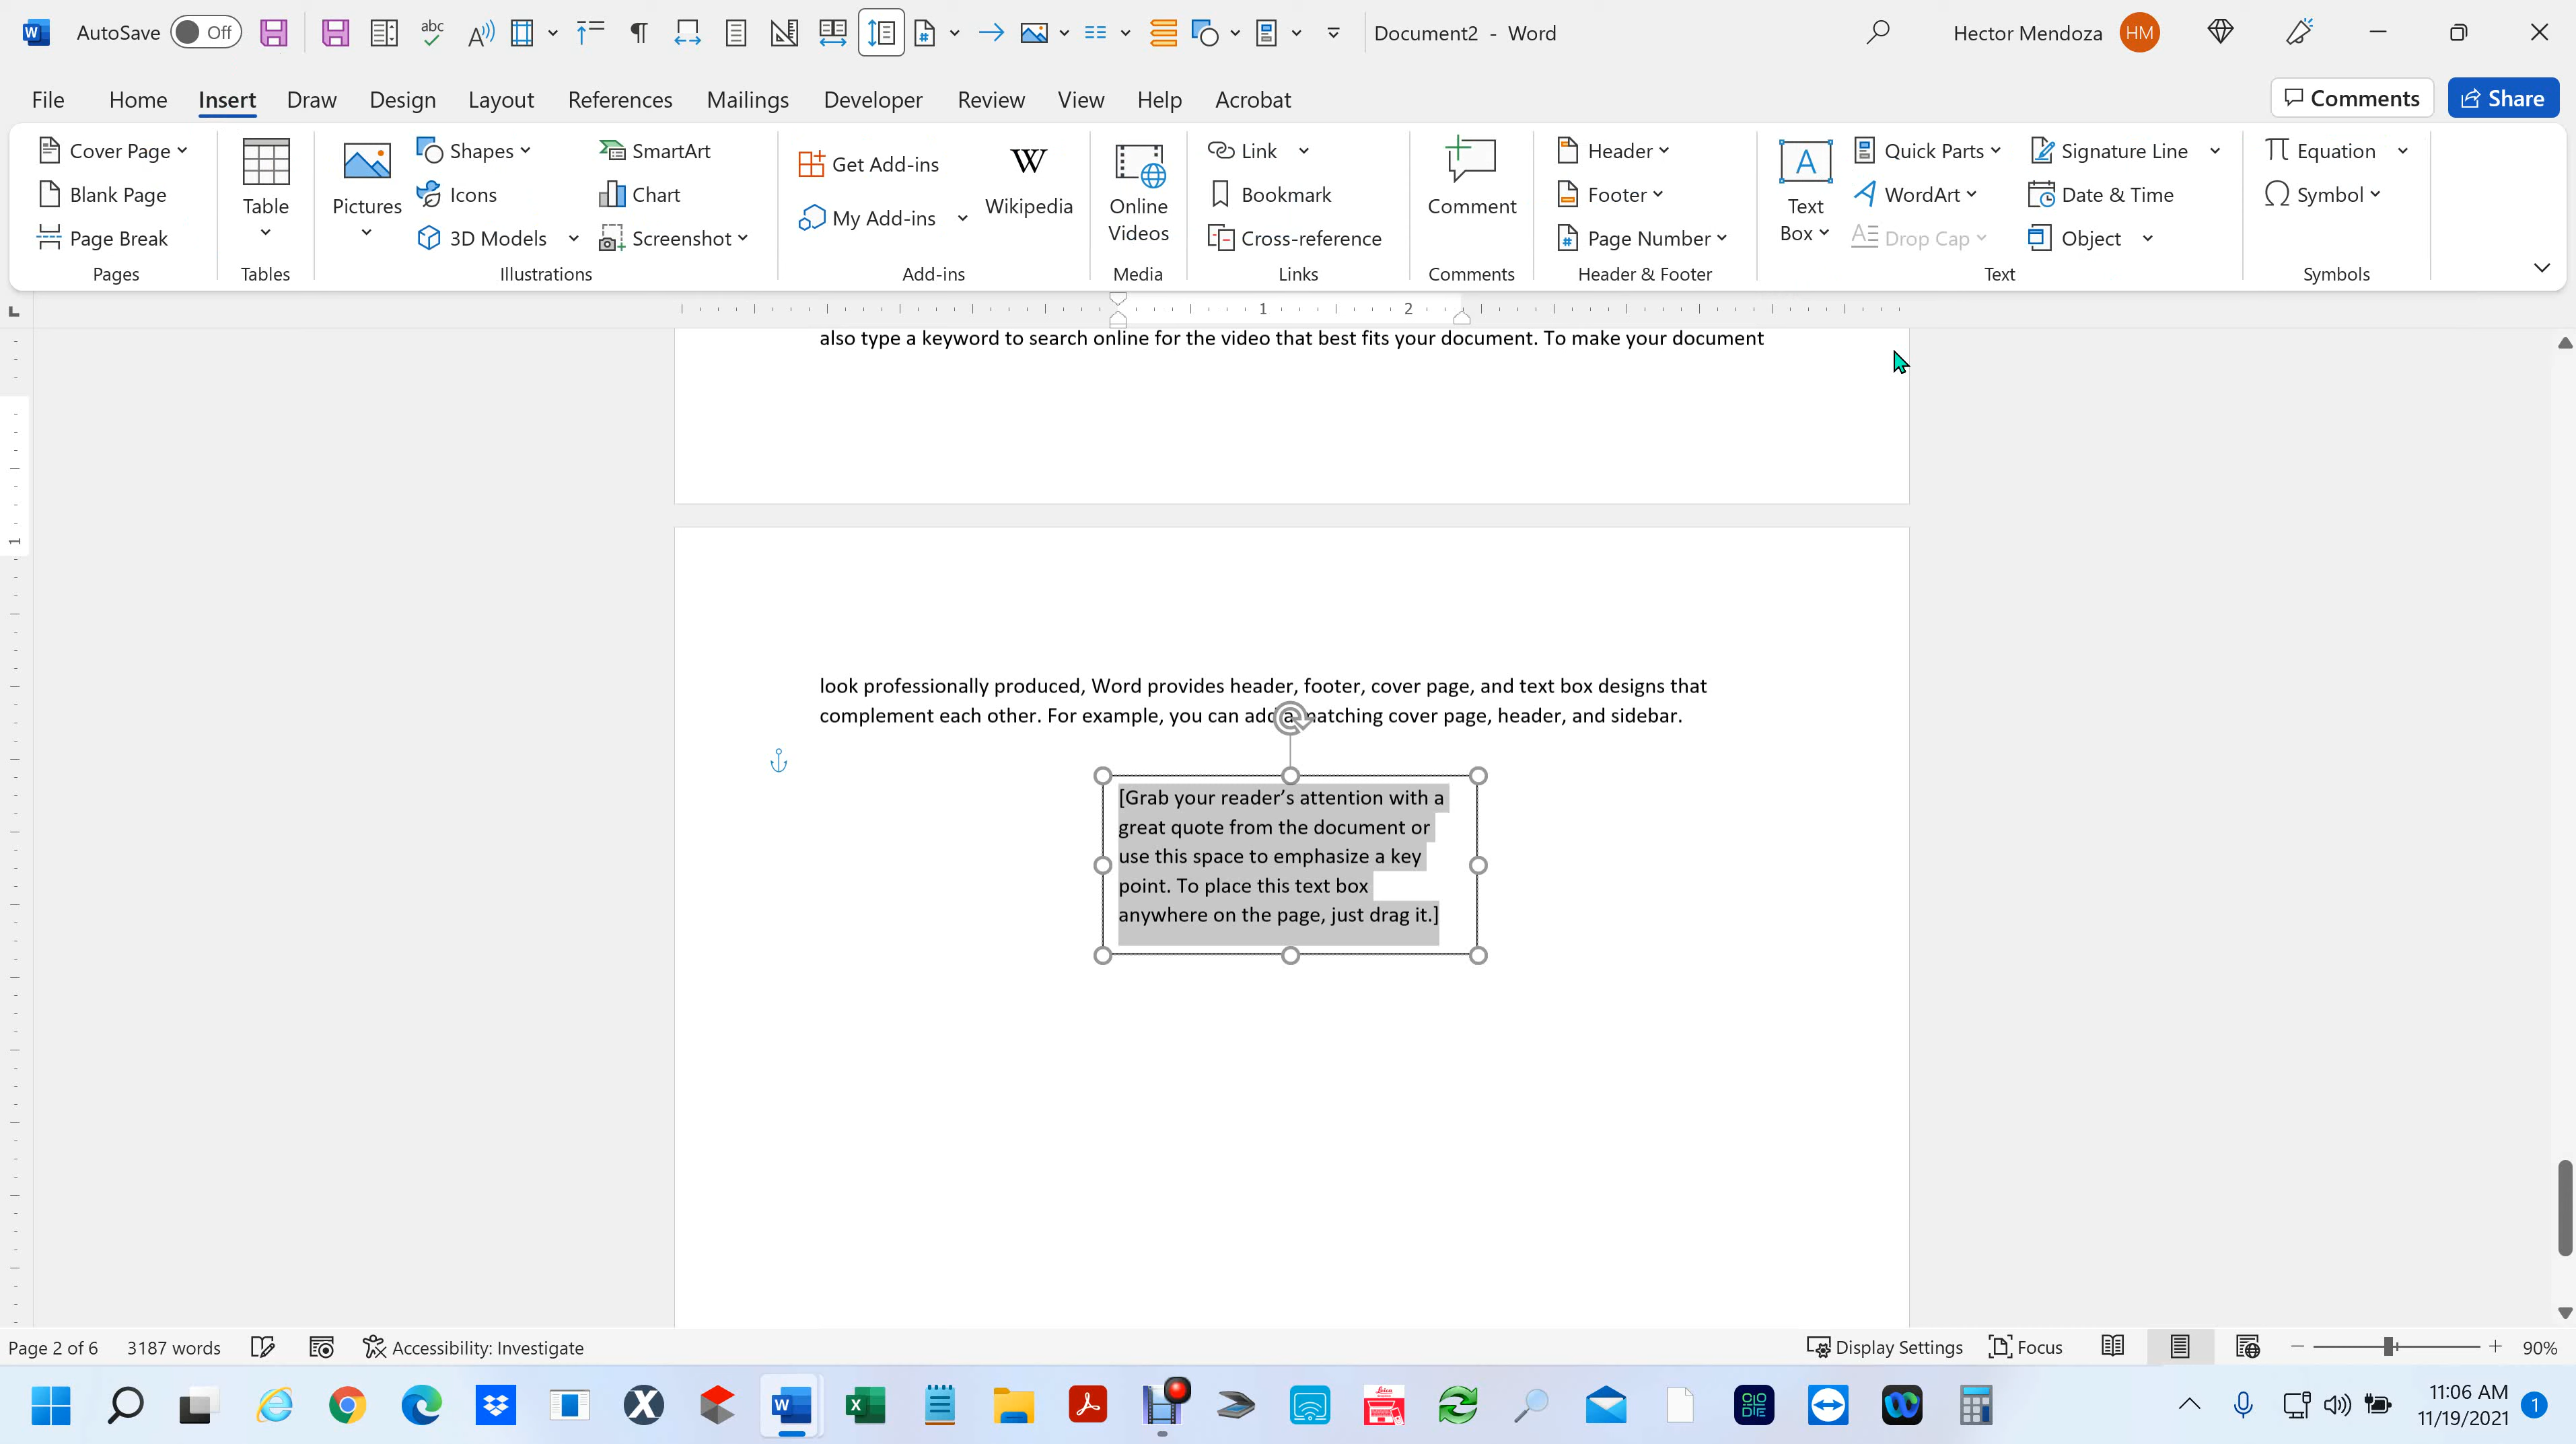 AutoSave Off abc Document2 - Word Hector Mendoza HM
File Home Insert Draw Design Layout References Mailings Developer Review View Help Acrobat Comments Share
Cover Page
Blank Page
Page Break
Pages
Table
Tables
Pictures
Shapes
Icons
3D Models
SmartArt
Chart
Screenshot
Illustrations
Get Add-ins
My Add-ins
W
Wikipedia
Add-ins
Online
Videos
Media
Link
Bookmark
Cross-reference
Links
Comment
Comments
Header
Footer
Page Number
Header & Footer
A
Text
Box
Quick Parts
WordArt
Drop Cap
Signature Line
Date & Time
Object
Text
Equation
Symbol
Symbols
1 2
also type a keyword to search online for the video that best fits your document. To make your document
1
look professionally produced, Word provides header, footer, cover page, and text box designs that
complement each other. For example, you can add a matching cover page, header, and sidebar.
[Grab your reader’s attention with a
great quote from the document or
use this space to emphasize a key
point. To place this text box
anywhere on the page, just drag it.]
Page 2 of 6 3187 words Accessibility: Investigate Display Settings Focus 90%
11:06 AM
11/19/2021 1